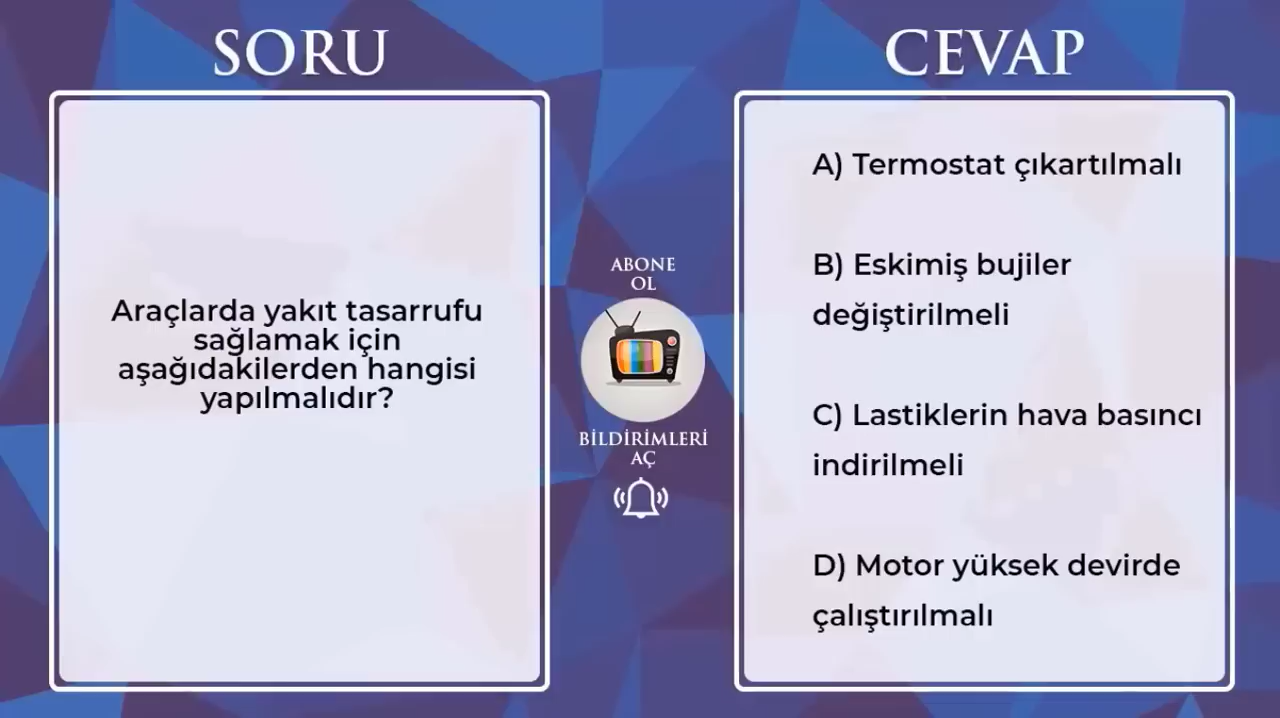 SORU
Araçlarda yakıt tasarrufu
sağlamak için
aşağıdakilerden hangisi
yapılmalıdır?
ABONE
OL
BİLDİRİMLERİ
AÇ
CEVAP
A) Termostat çıkartılmalı
B) Eskimiş bujiler
değiştirilmeli
C) Lastiklerin hava basıncı
indirilmeli
D) Motor yüksek devirde
çalıştırılmalı